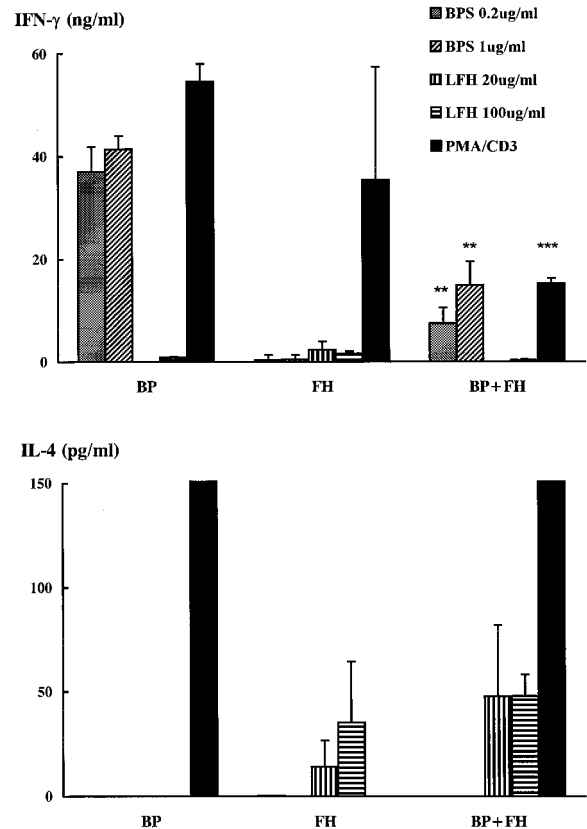 IFN-γ (ng/ml)
BPS 0.2ug/ml
BPS 1ug/ml
LFH 20ug/ml
LFH 100ug/ml
PMA/CD3
60
40
20
0
** ** ***
BP FH BP+FH
IL-4 (pg/ml)
150
100
50
0
BP FH BP+FH